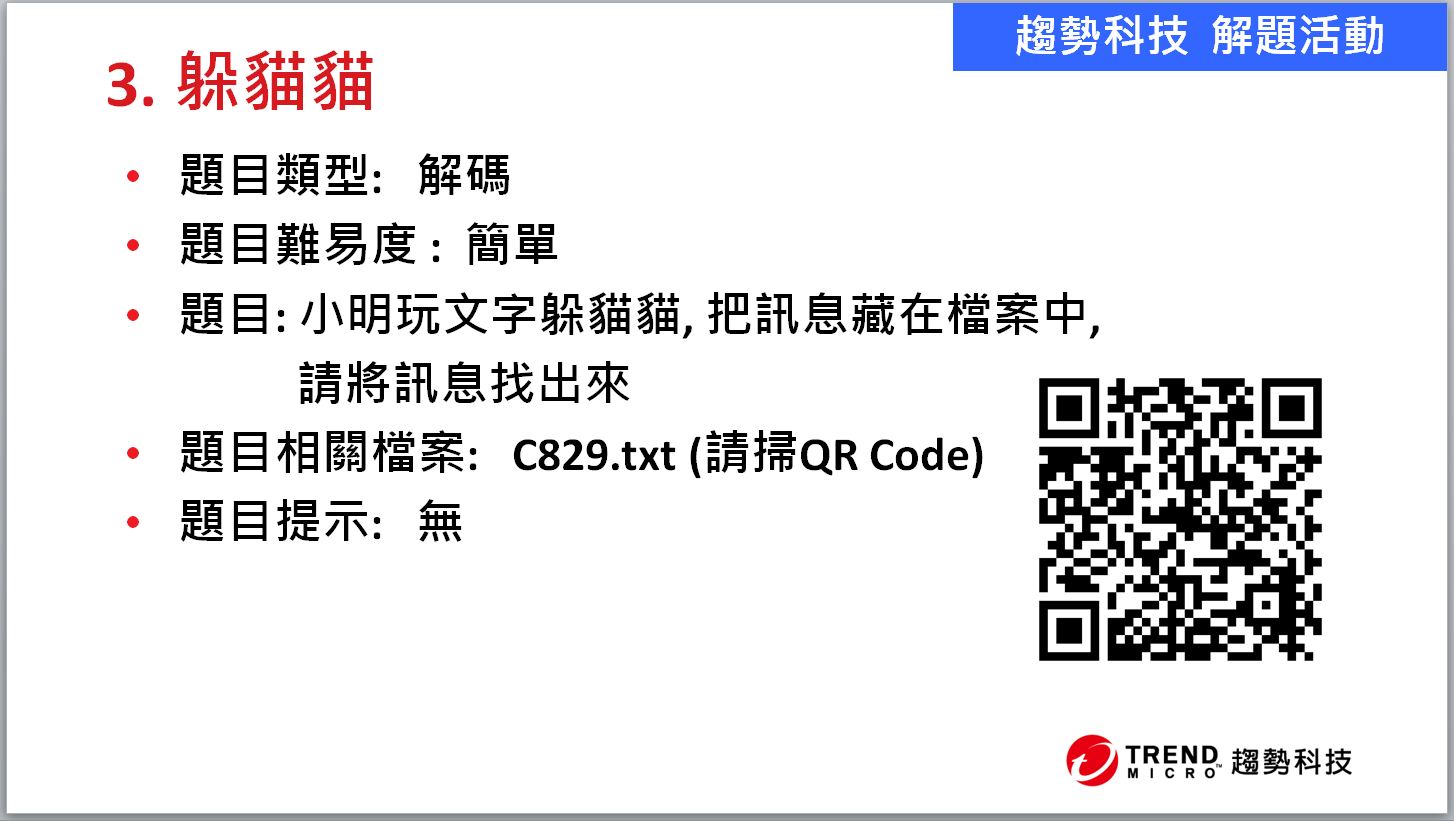 趨勢科技 解題活動
3. 躲貓貓
• 題目類型: 解碼
• 題目難易度 : 簡單
• 題目: 小明玩文字躲貓貓, 把訊息藏在檔案中,
請將訊息找出來
• 題目相關檔案: C829.txt (請掃QR Code)
• 題目提示: 無
TREND MICRO™ 趨勢科技